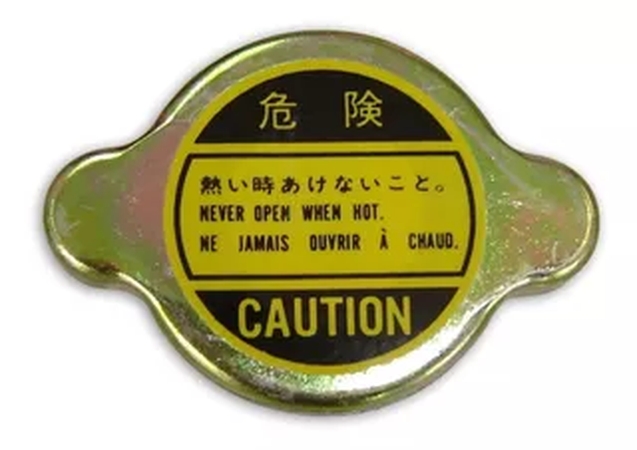 危険
熱い時あけないこと。
NEVER OPEN WHEN HOT.
NE JAMAIS OUVRIR À CHAUD.
CAUTION